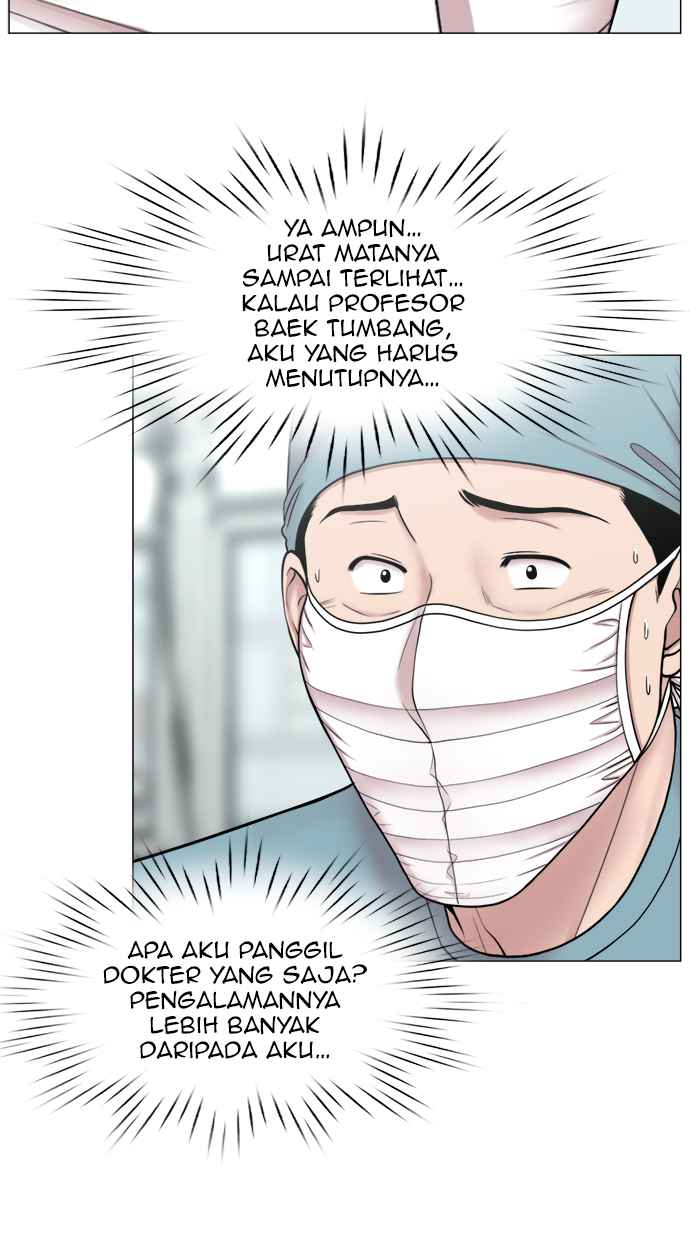 YA AMPUN...
URAT MATANYA
SAMPAI TERLIHAT...
KALAU PROFESOR
BAEK TUMBANG,
AKU YANG HARUS
MENUTUPNYA...
APA AKU PANGGIL
DOKTER YANG SAJA?
PENGALAMANNYA
LEBIH BANYAK
DARIPADA AKU...